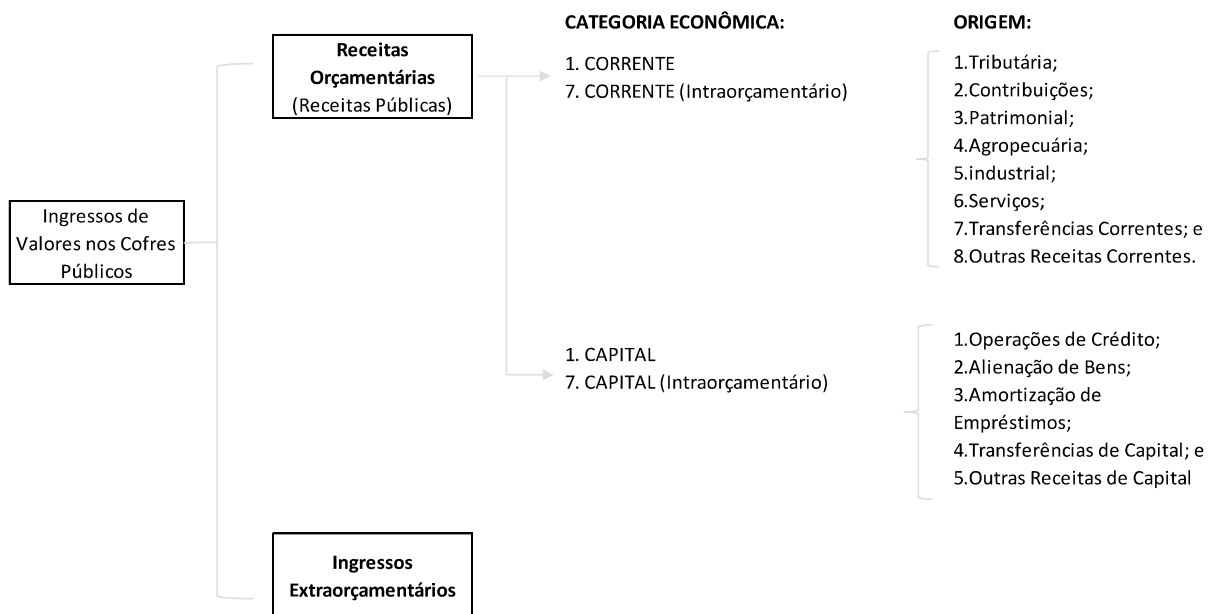 Ingressos de
Valores nos Cofres
Públicos
Receitas
Orçamentárias
(Receitas Públicas)
Ingressos
Extraorçamentários
CATEGORIA ECONÔMICA:
1. CORRENTE
7. CORRENTE (Intraorçamentário)
1. CAPITAL
7. CAPITAL (Intraorçamentário)
ORIGEM:
1.Tributária;
2.Contribuições;
3.Patrimonial;
4.Agropecuária;
5.industrial;
6.Serviços;
7.Transferências Correntes; e
8.Outras Receitas Correntes.
1.Operações de Crédito;
2.Alienação de Bens;
3.Amortização de
Empréstimos;
4.Transferências de Capital; e
5.Outras Receitas de Capital